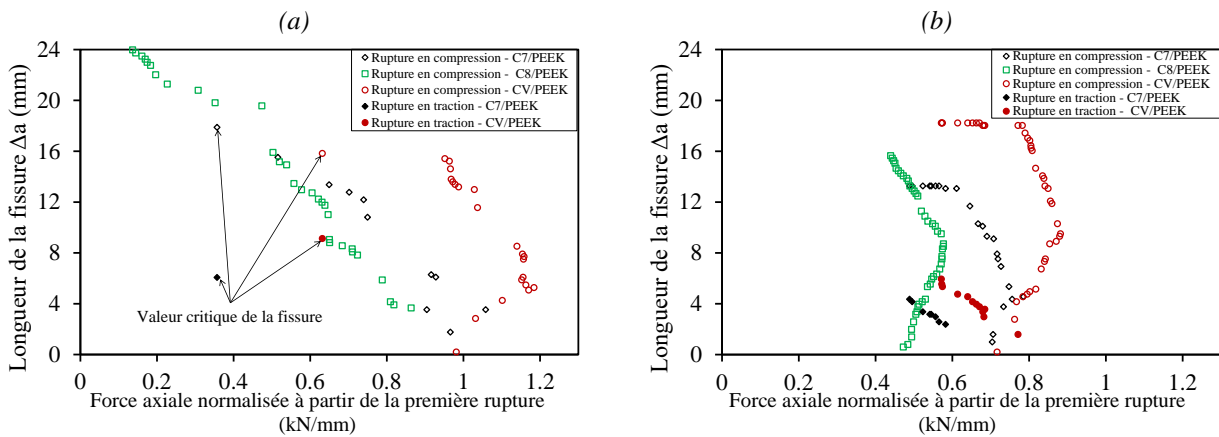 (a)
24
20
16
12
8
4
0
Longueur de la fissure Δa (mm)
Rupture en compression - C7/PEEK
Rupture en compression - C8/PEEK
Rupture en compression - CV/PEEK
Rupture en traction - C7/PEEK
Rupture en traction - CV/PEEK
Valeur critique de la fissure
0 0.2 0.4 0.6 0.8 1 1.2
Force axiale normalisée à partir de la première rupture
(kN/mm)
(b)
24
20
16
12
8
4
0
Longueur de la fissure Δa (mm)
Rupture en compression - C7/PEEK
Rupture en compression - C8/PEEK
Rupture en compression - CV/PEEK
Rupture en traction - C7/PEEK
Rupture en traction - CV/PEEK
0 0.2 0.4 0.6 0.8 1 1.2
Force axiale normalisée à partir de la première rupture
(kN/mm)